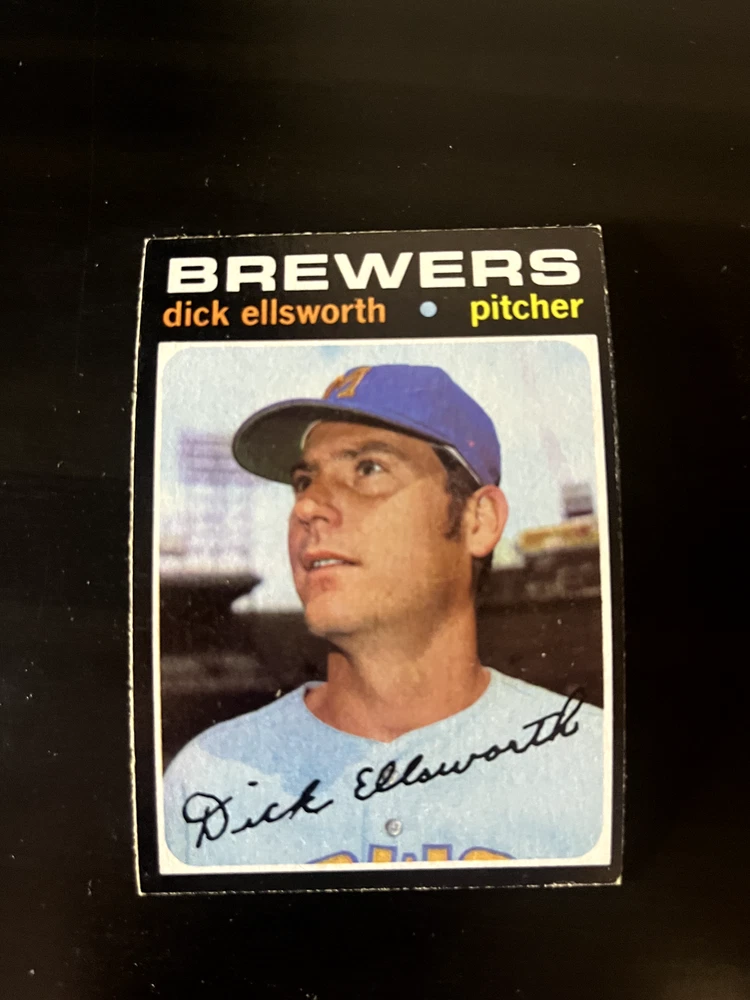 BREWERS
dick ellsworth • pitcher
Dick Ellsworth